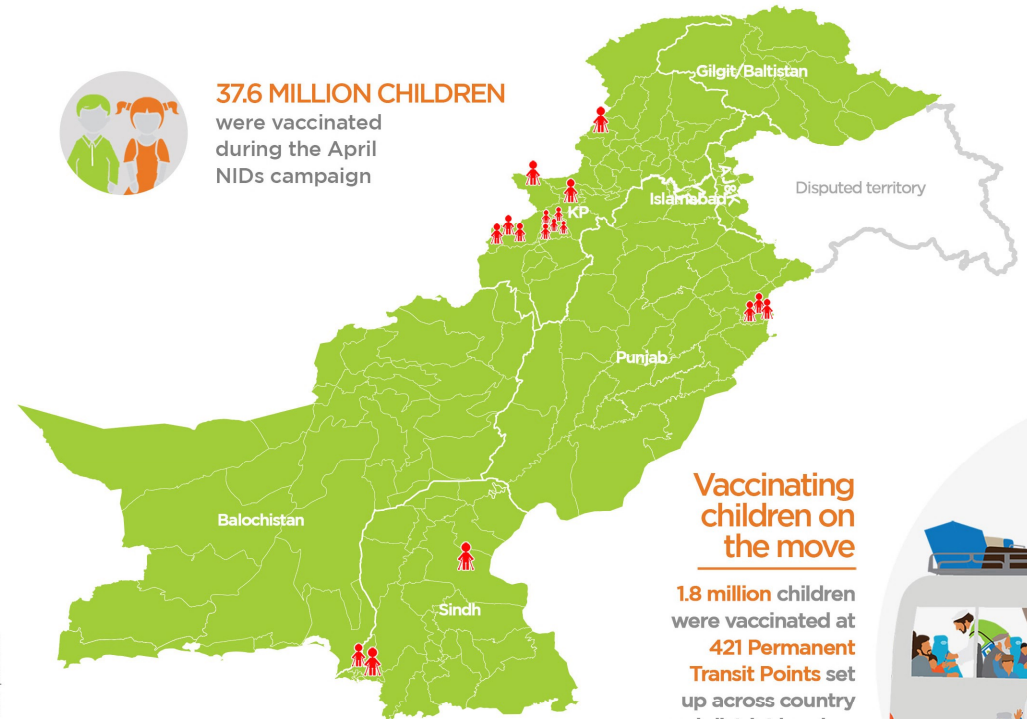 37.6 MILLION CHILDREN
were vaccinated
during the April
NIDs campaign
Gilgit/Baltistan
Disputed territory
AJ&K
Islamabad
KP
Punjab
Balochistan
Sindh
Vaccinating
children on
the move
1.8 million children
were vaccinated at
421 Permanent
Transit Points set
up across country